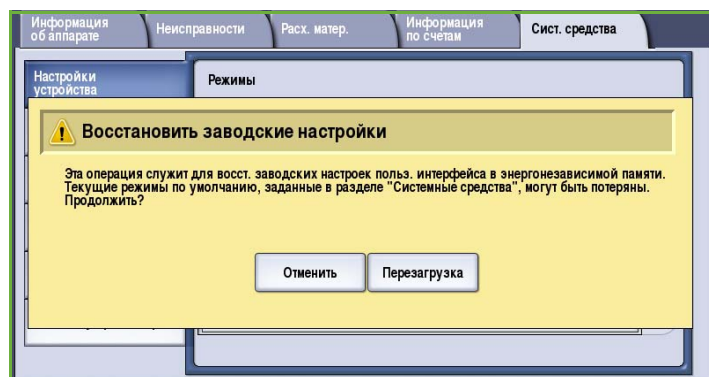 Информация
об аппарате
Неисправности
Расх. матер.
Информация
по счетам
Сист. средства
Настройки
устройства
Режимы
Восстановить заводские настройки
Эта операция служит для восст. заводских настроек польз. интерфейса в энергонезависимой памяти.
Текущие режимы по умолчанию, заданные в разделе "Системные средства", могут быть потеряны.
Продолжить?
Отменить
Перезагрузка